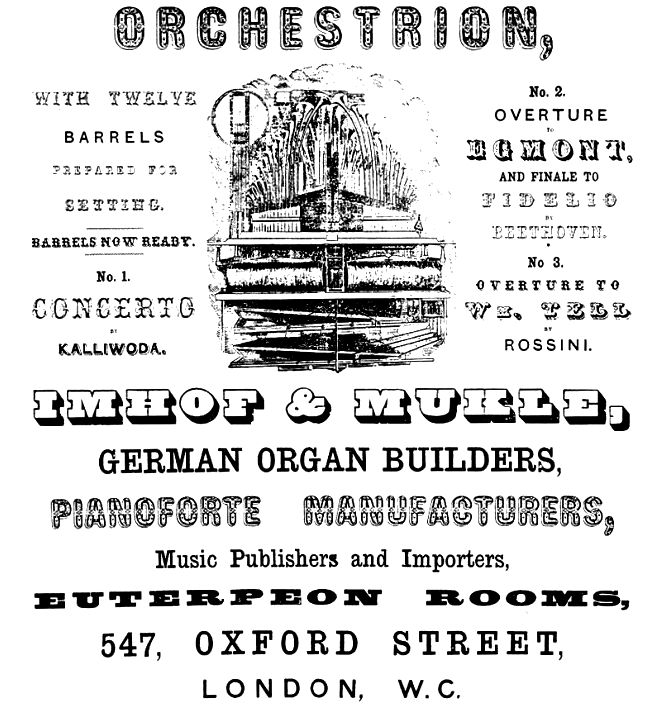 ORCHESTRION,
WITH TWELVE
BARRELS
PREPARED FOR
SETTING.
BARRELS NOW READY.
No. 1.
CONCERTO
BY
KALLIWODA.
No. 2.
OVERTURE
TO
EGMONT,
AND FINALE TO
FIDELIO
BY
BEETHOVEN.
No 3.
OVERTURE TO
Wm. TELL
BY
ROSSINI.
IMHOF & MUKLE,
GERMAN ORGAN BUILDERS,
PIANOFORTE MANUFACTURERS,
Music Publishers and Importers,
EUTERPEON ROOMS,
547, OXFORD STREET,
LONDON, W.C.